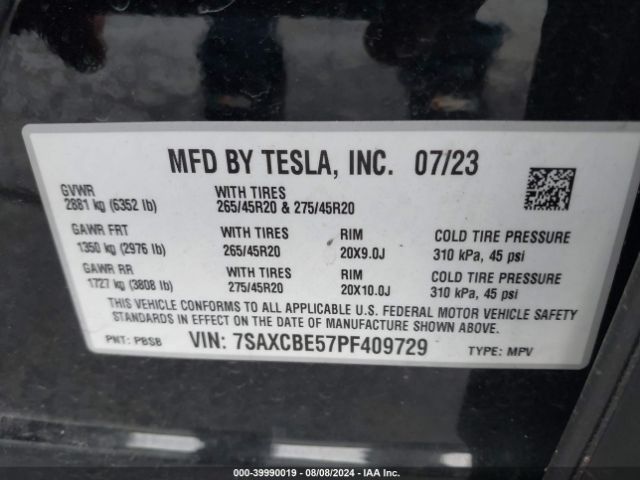 MFD BY TESLA, INC. 07/23
GVWR WITH TIRES
2881 kg (6352 lb) 265/45R20 & 275/45R20
GAWR FRT WITH TIRES RIM COLD TIRE PRESSURE
1350 kg (2976 lb) 265/45R20 20X9.0J 310 kPa, 45 psi
GAWR RR WITH TIRES RIM COLD TIRE PRESSURE
1727 kg (3808 lb) 275/45R20 20X10.0J 310 kPa, 45 psi
THIS VEHICLE CONFORMS TO ALL APPLICABLE U.S. FEDERAL MOTOR VEHICLE SAFETY
STANDARDS IN EFFECT ON THE DATE OF MANUFACTURE SHOWN ABOVE.
PNT: PBSB VIN: 7SAXCBE57PF409729 TYPE: MPV
000-39990019 - 08/08/2024 - IAA Inc.